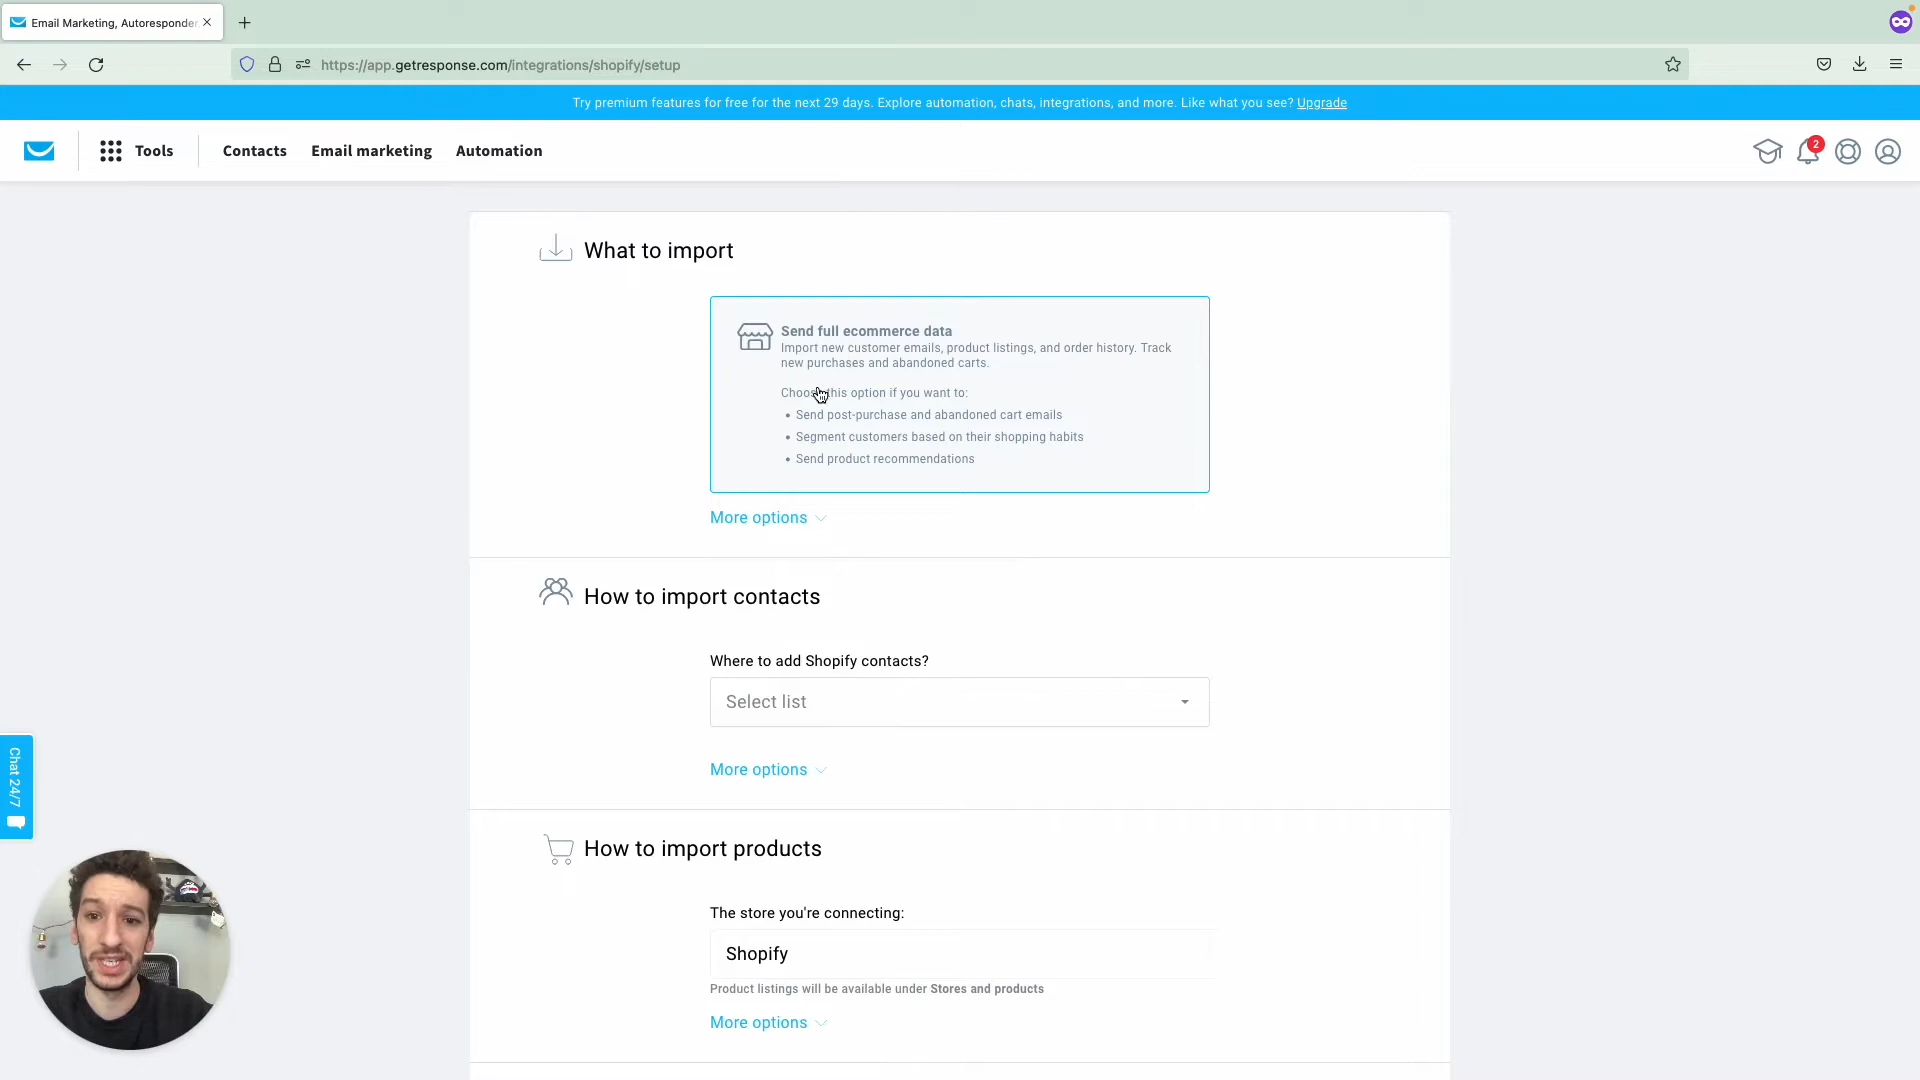 Email Marketing, Autoresponder
https://app.getresponse.com/integrations/shopify/setup
Try premium features for free for the next 29 days. Explore automation, chats, integrations, and more. Like what you see? Upgrade
Tools
Contacts
Email marketing
Automation
2
What to import
Send full ecommerce data
Import new customer emails, product listings, and order history. Track
new purchases and abandoned carts.
Choose this option if you want to:
• Send post-purchase and abandoned cart emails
• Segment customers based on their shopping habits
• Send product recommendations
More options
How to import contacts
Where to add Shopify contacts?
Select list
More options
Chat 24/7
How to import products
The store you're connecting:
Shopify
Product listings will be available under Stores and products
More options